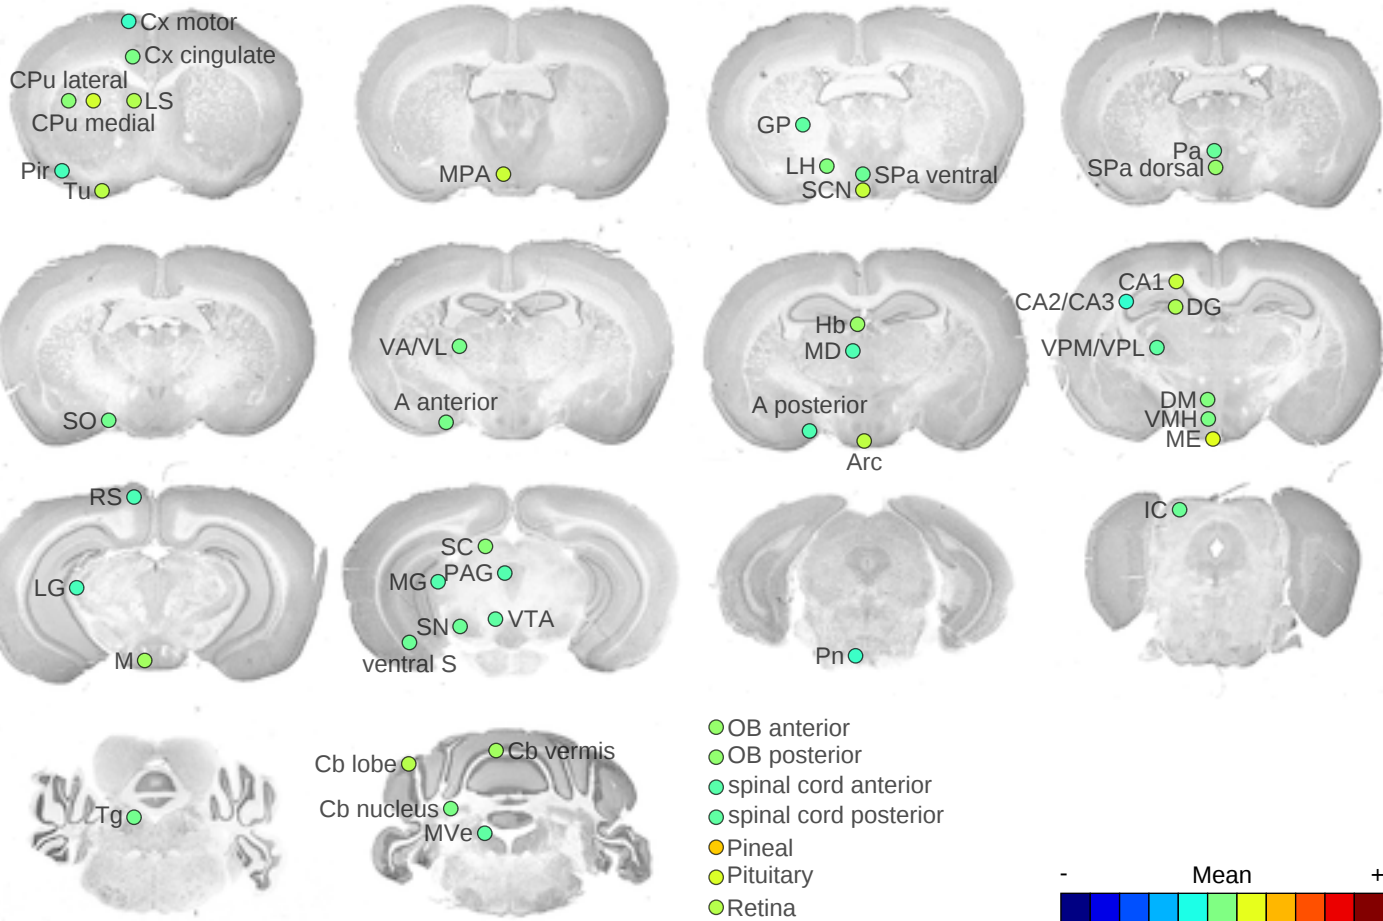 Cx motor
Cx cingulate
CPu lateral
LS
CPu medial
Pir
Tu
MPA
GP
LH
SPa ventral
SCN
Pa
SPa dorsal
SO
VA/VL
A anterior
Hb
MD
A posterior
Arc
CA1
CA2/CA3
DG
VPM/VPL
DM
VMH
ME
RS
LG
M
SC
MG
PAG
SN
VTA
ventral S
Pn
IC
Tg
Cb lobe
Cb vermis
Cb nucleus
MVe
OB anterior
OB posterior
spinal cord anterior
spinal cord posterior
Pineal
Pituitary
Retina
- Mean +